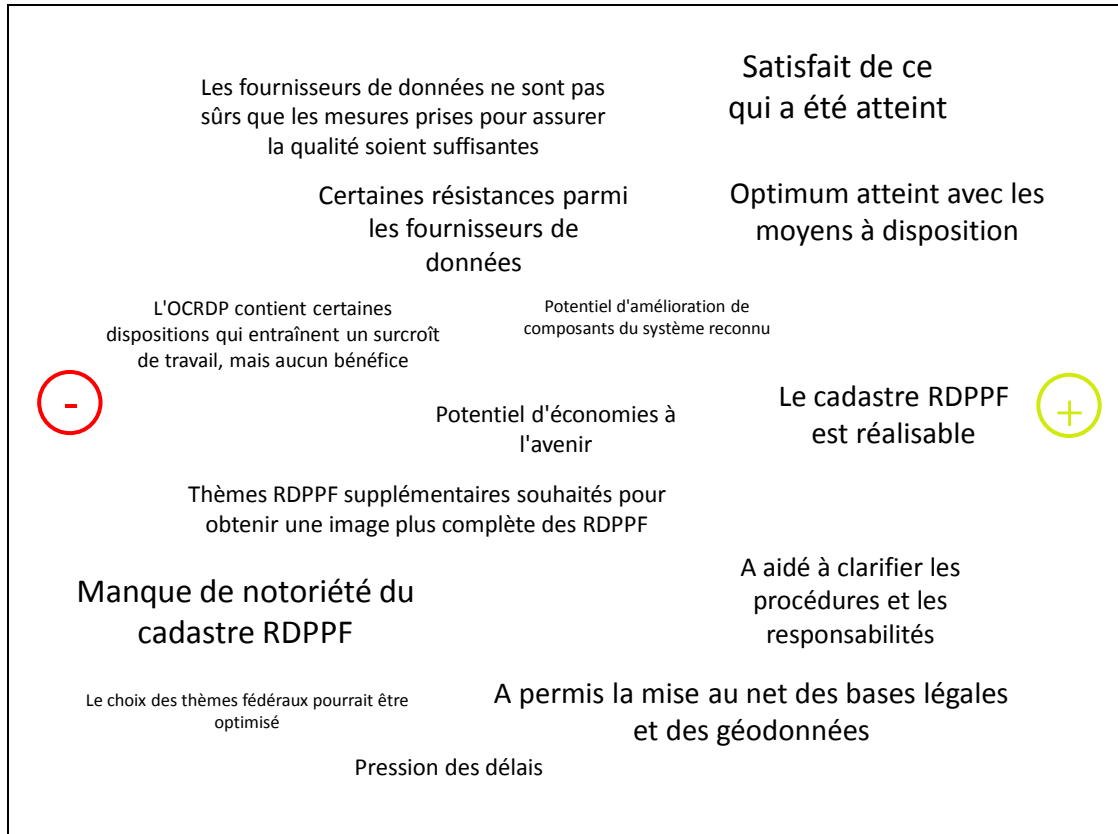 Les fournisseurs de données ne sont pas
sûrs que les mesures prises pour assurer
la qualité soient suffisantes
Satisfait de ce
qui a été atteint
Certaines résistances parmi
les fournisseurs de
données
Optimum atteint avec les
moyens à disposition
L'OCRDP contient certaines
dispositions qui entraînent un surcroît
de travail, mais aucun bénéfice
Potentiel d'amélioration de
composants du système reconnu
-
Potentiel d'économies à
l'avenir
Le cadastre RDPPF
est réalisable
+
Thèmes RDPPF supplémentaires souhaités pour
obtenir une image plus complète des RDPPF
Manque de notoriété du
cadastre RDPPF
A aidé à clarifier les
procédures et les
responsabilités
Le choix des thèmes fédéraux pourrait être
optimisé
A permis la mise au net des bases légales
et des géodonnées
Pression des délais